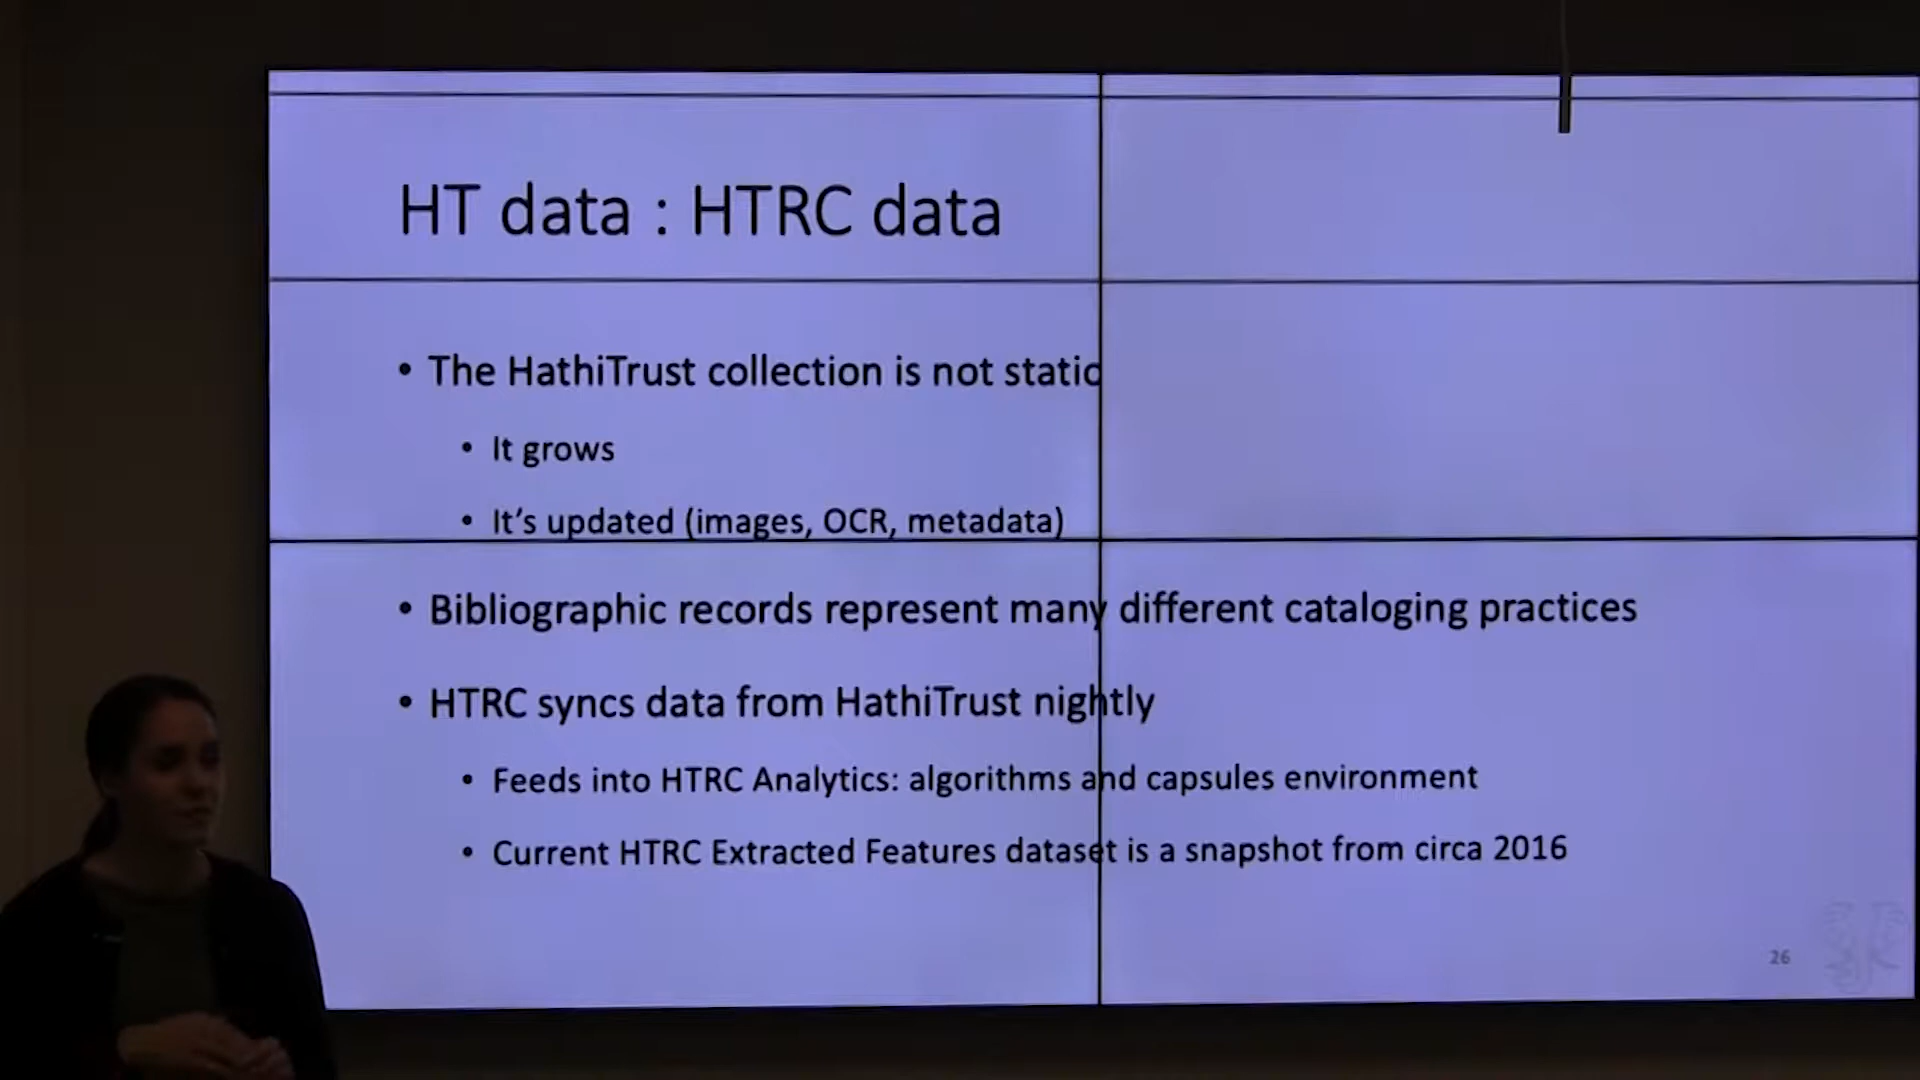 HT data : HTRC data
• The HathiTrust collection is not static
• It grows
• It's updated (images, OCR, metadata)
• Bibliographic records represent many different cataloging practices
• HTRC syncs data from HathiTrust nightly
• Feeds into HTRC Analytics: algorithms and capsules environment
• Current HTRC Extracted Features dataset is a snapshot from circa 2016
26